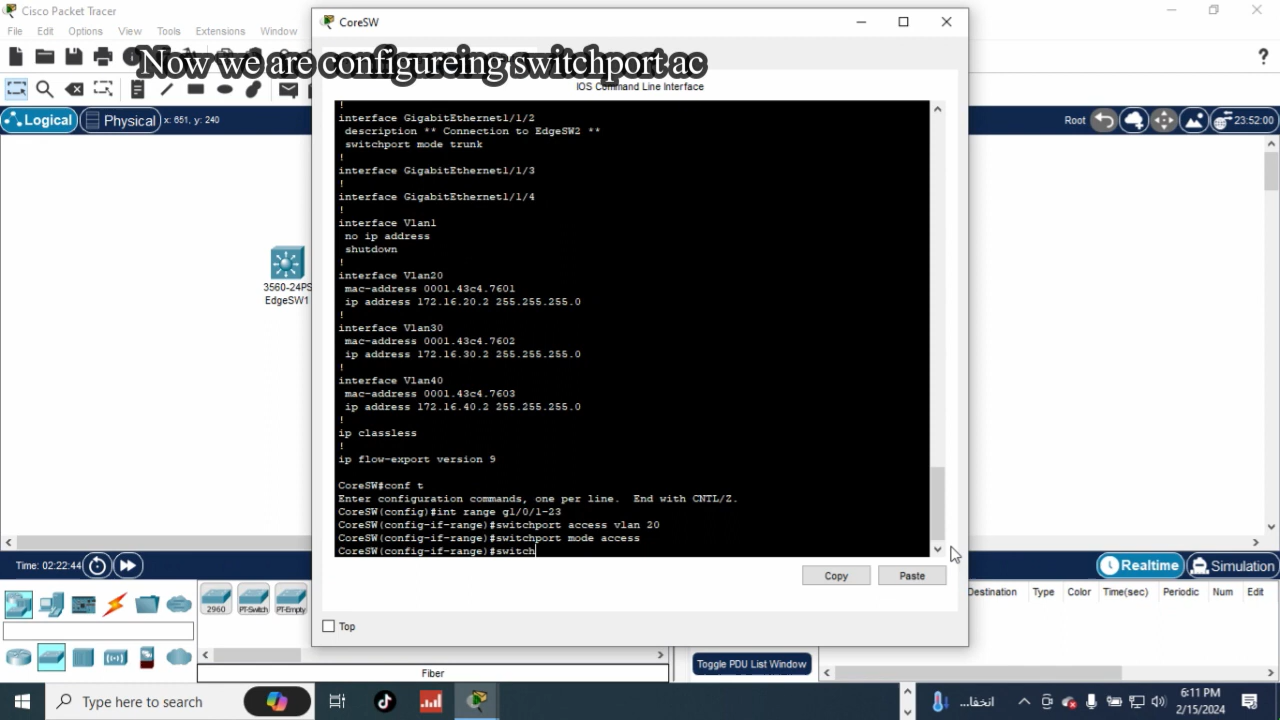 Cisco Packet Tracer
File Edit Options View Tools Extensions Window
CoreSW
Now we are configureing switchport ac
IOS Command Line Interface
Logical Physical x: 651, y: 240
Root 23:52:00
!
interface GigabitEthernet1/1/2
description ** Connection to EdgeSW2 **
switchport mode trunk
!
interface GigabitEthernet1/1/3
!
interface GigabitEthernet1/1/4
!
interface Vlan1
no ip address
shutdown
!
interface Vlan20
mac-address 0001.43c4.7601
ip address 172.16.20.2 255.255.255.0
!
interface Vlan30
mac-address 0001.43c4.7602
ip address 172.16.30.2 255.255.255.0
!
interface Vlan40
mac-address 0001.43c4.7603
ip address 172.16.40.2 255.255.255.0
!
ip classless
!
ip flow-export version 9
CoreSW#conf t
Enter configuration commands, one per line. End with CNTL/Z.
CoreSW(config)#int range g1/0/1-23
CoreSW(config-if-range)#switchport access vlan 20
CoreSW(config-if-range)#switchport mode access
CoreSW(config-if-range)#switch
3560-24PS
EdgeSW1
Copy Paste
Top
Time: 02:22:44
Realtime Simulation
2960 PT-Switch PT-Empty
Destination Type Color Time(sec) Periodic Num Edit
Fiber
Toggle PDU List Window
Type here to search
انخفا...
6:11 PM
2/15/2024